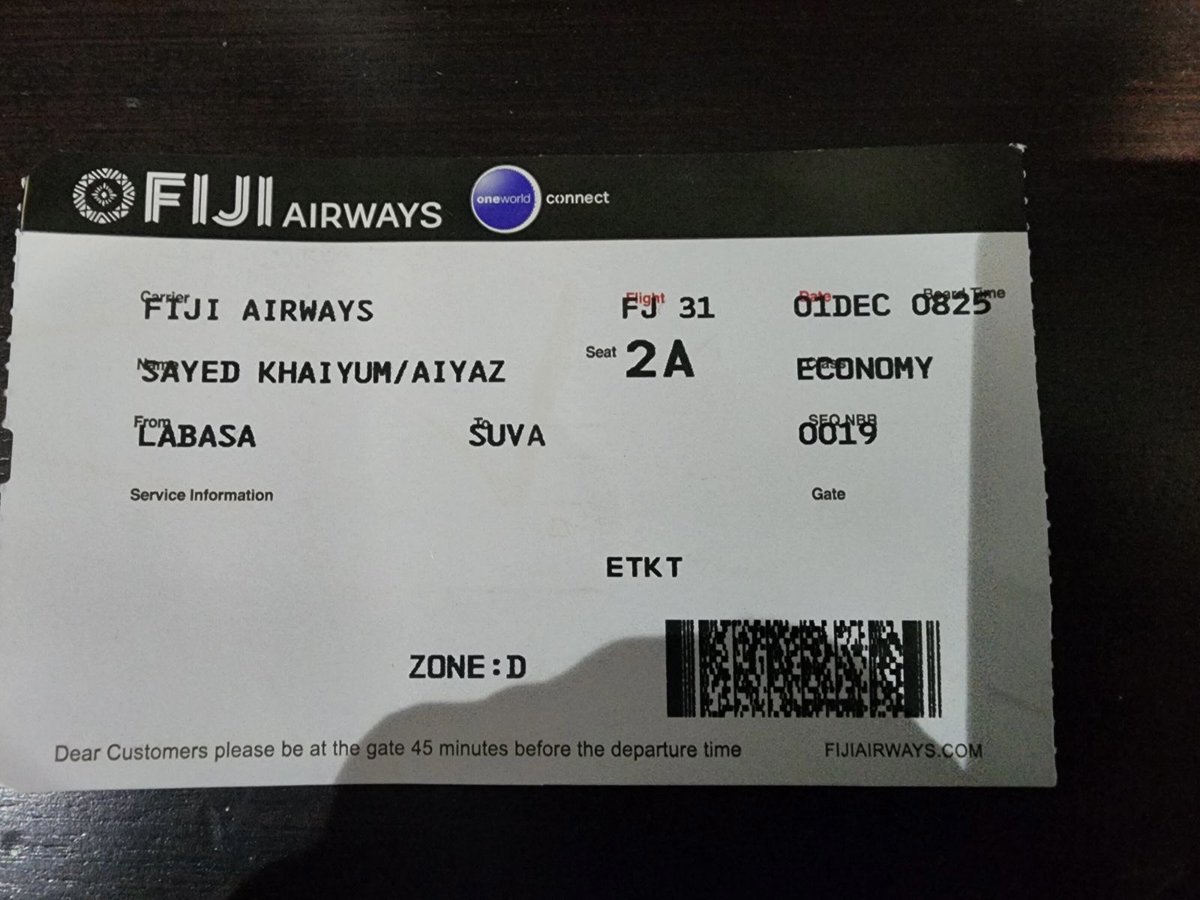 FIJI AIRWAYS oneworld connect
Carrier Flight Date Board Time
FIJI AIRWAYS FJ 31 01DEC 0825
Name Seat 2A Class
SAYED KHAIYUM/AIYAZ ECONOMY
From To SEQ NBR
LABASA SUVA 0019
Service Information Gate
ETKT
ZONE:D
Dear Customers please be at the gate 45 minutes before the departure time FIJIAIRWAYS.COM